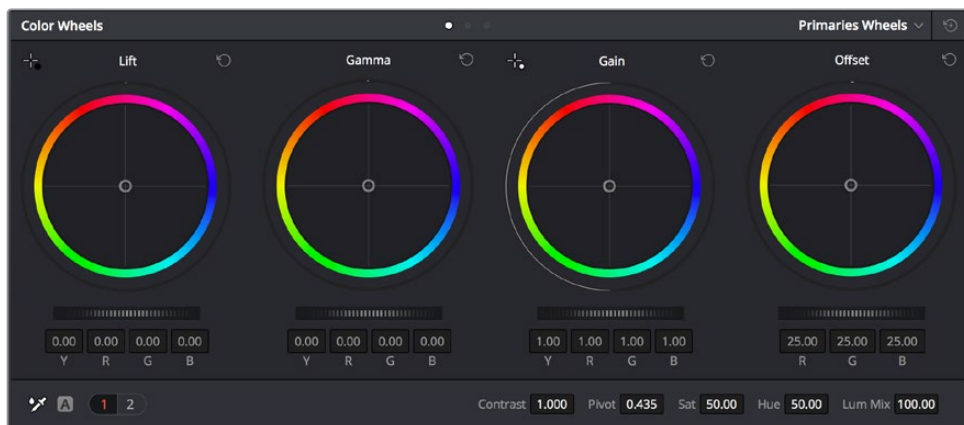 Color Wheels Primaries Wheels
Lift Gamma Gain Offset
0.00 0.00 0.00 0.00 0.00 0.00 0.00 0.00 1.00 1.00 1.00 1.00 25.00 25.00 25.00
Y R G B Y R G B Y R G B R G B
A 1 2 Contrast 1.000 Pivot 0.435 Sat 50.00 Hue 50.00 Lum Mix 100.00